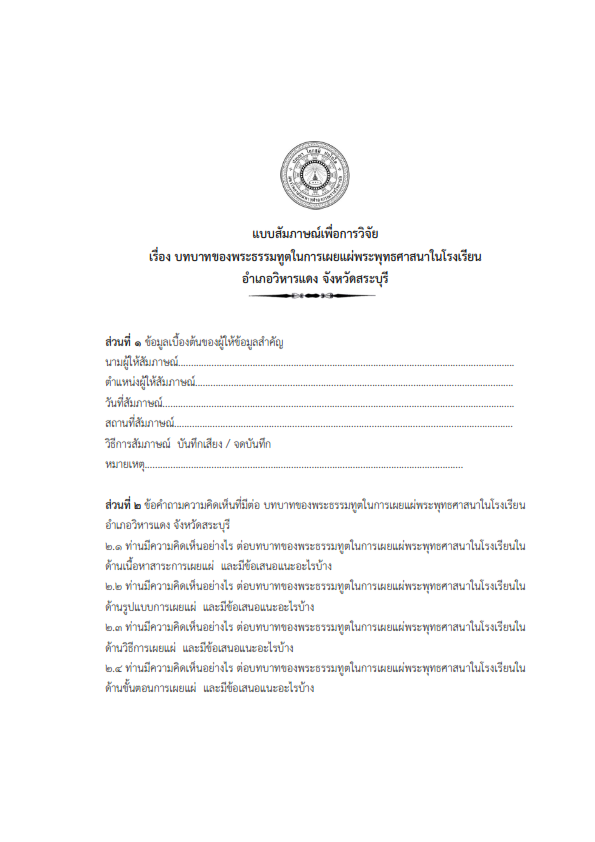 แบบสัมภาษณ์เพื่อการวิจัย
เรื่อง บทบาทของพระธรรมทูตในการเผยแผ่พระพุทธศาสนาในโรงเรียน
อำเภอวิหารแดง จังหวัดสระบุรี
ส่วนที่ ๑ ข้อมูลเบื้องต้นของผู้ให้ข้อมูลสำคัญ
นามผู้ให้สัมภาษณ์....................................................................................................................................
ตำแหน่งผู้ให้สัมภาษณ์.............................................................................................................................
วันที่สัมภาษณ์..........................................................................................................................................
สถานที่สัมภาษณ์.....................................................................................................................................
วิธีการสัมภาษณ์ บันทึกเสียง / จดบันทึก
หมายเหตุ.............................................................................................................................
ส่วนที่ ๒ ข้อคำถามความคิดเห็นที่มีต่อ บทบาทของพระธรรมทูตในการเผยแผ่พระพุทธศาสนาในโรงเรียน
อำเภอวิหารแดง จังหวัดสระบุรี
๒.๑ ท่านมีความคิดเห็นอย่างไร ต่อบทบาทของพระธรรมทูตในการเผยแผ่พระพุทธศาสนาในโรงเรียนใน
ด้านเนื้อหาสาระการเผยแผ่ และมีข้อเสนอแนะอะไรบ้าง
๒.๒ ท่านมีความคิดเห็นอย่างไร ต่อบทบาทของพระธรรมทูตในการเผยแผ่พระพุทธศาสนาในโรงเรียนใน
ด้านรูปแบบการเผยแผ่ และมีข้อเสนอแนะอะไรบ้าง
๒.๓ ท่านมีความคิดเห็นอย่างไร ต่อบทบาทของพระธรรมทูตในการเผยแผ่พระพุทธศาสนาในโรงเรียนใน
ด้านวิธีการเผยแผ่ และมีข้อเสนอแนะอะไรบ้าง
๒.๔ ท่านมีความคิดเห็นอย่างไร ต่อบทบาทของพระธรรมทูตในการเผยแผ่พระพุทธศาสนาในโรงเรียนใน
ด้านขั้นตอนการเผยแผ่ และมีข้อเสนอแนะอะไรบ้าง